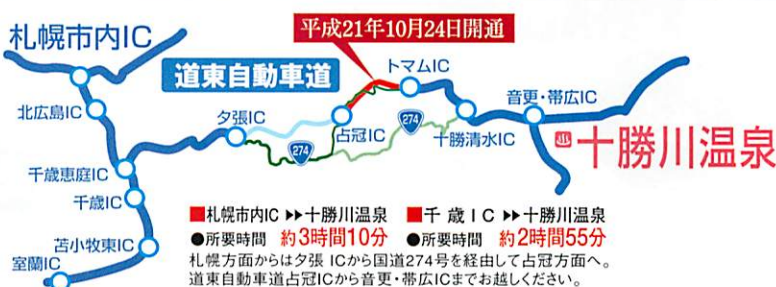 平成21年10月24日開通
札幌市内IC
道東自動車道
トマムIC
北広島IC
夕張IC
占冠IC
274
274
十勝清水IC
音更・帯広IC
十勝川温泉
千歳恵庭IC
千歳IC
苫小牧東IC
室蘭IC
■札幌市内IC ▶▶十勝川温泉 ■千歳IC ▶▶十勝川温泉
●所要時間 約3時間10分 ●所要時間 約2時間55分
札幌方面からは夕張 ICから国道274号を経由して占冠方面へ。
道東自動車道占冠ICから音更・帯広ICまでお越しください。